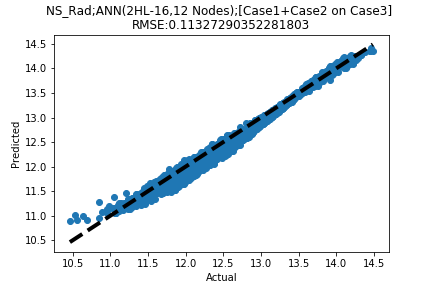 NS_Rad;ANN(2HL-16,12 Nodes);[Case1+Case2 on Case3]
RMSE:0.11327290352281803
14.5
14.0
13.5
13.0
12.5
12.0
11.5
11.0
10.5
Predicted
10.5 11.0 11.5 12.0 12.5 13.0 13.5 14.0 14.5
Actual